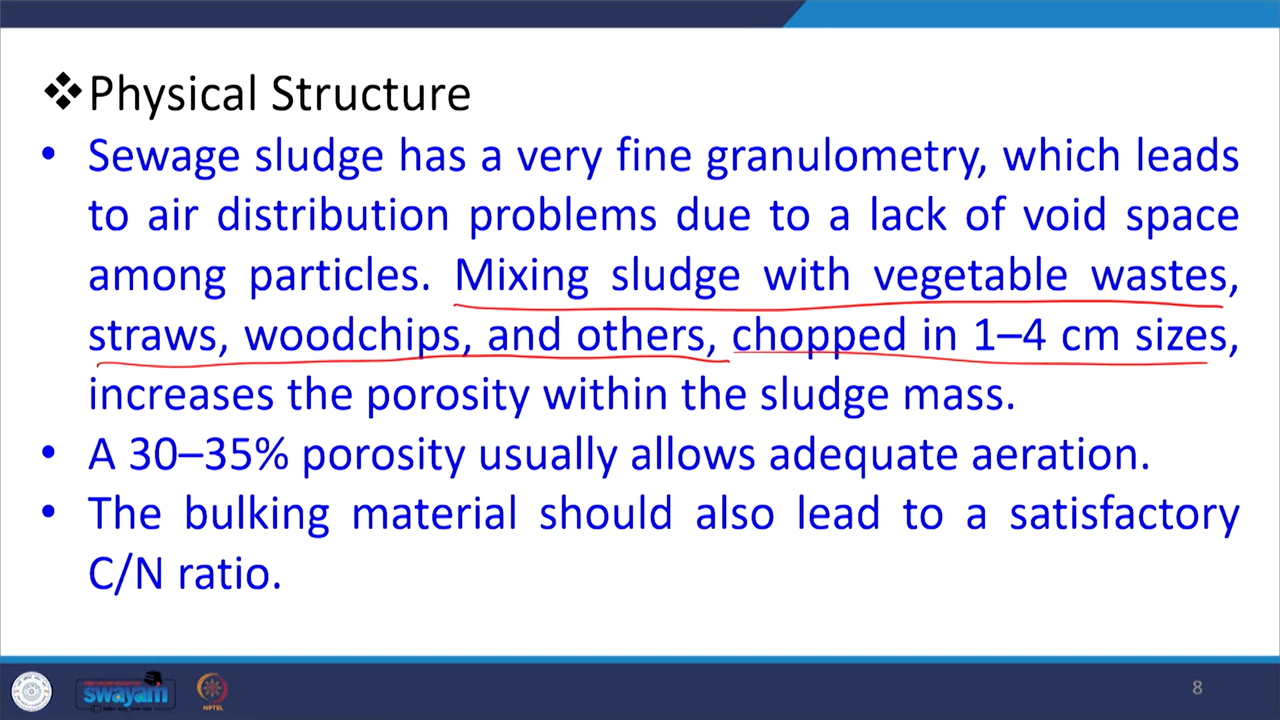 ❖Physical Structure
• Sewage sludge has a very fine granulometry, which leads
to air distribution problems due to a lack of void space
among particles. Mixing sludge with vegetable wastes,
straws, woodchips, and others, chopped in 1–4 cm sizes,
increases the porosity within the sludge mass.
• A 30–35% porosity usually allows adequate aeration.
• The bulking material should also lead to a satisfactory
C/N ratio.
swayam
NPTEL
8